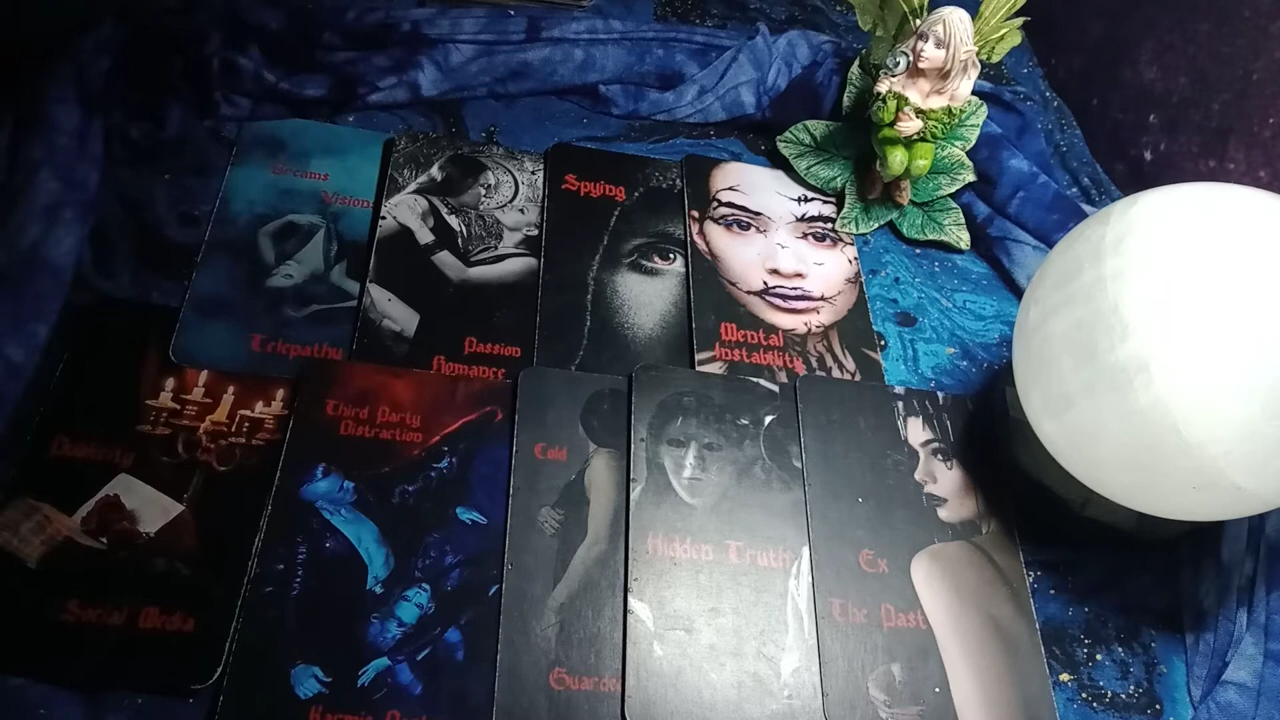 Dreams
Visions
Telepathy
Passion
Romance
Spying
Mental
Instability
Social Media
Third Party
Distraction
Cold
Guarded
Hidden Truth
Ex
The Past